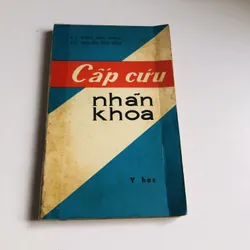 Cấp cứu
nhãn
khoa
Y học